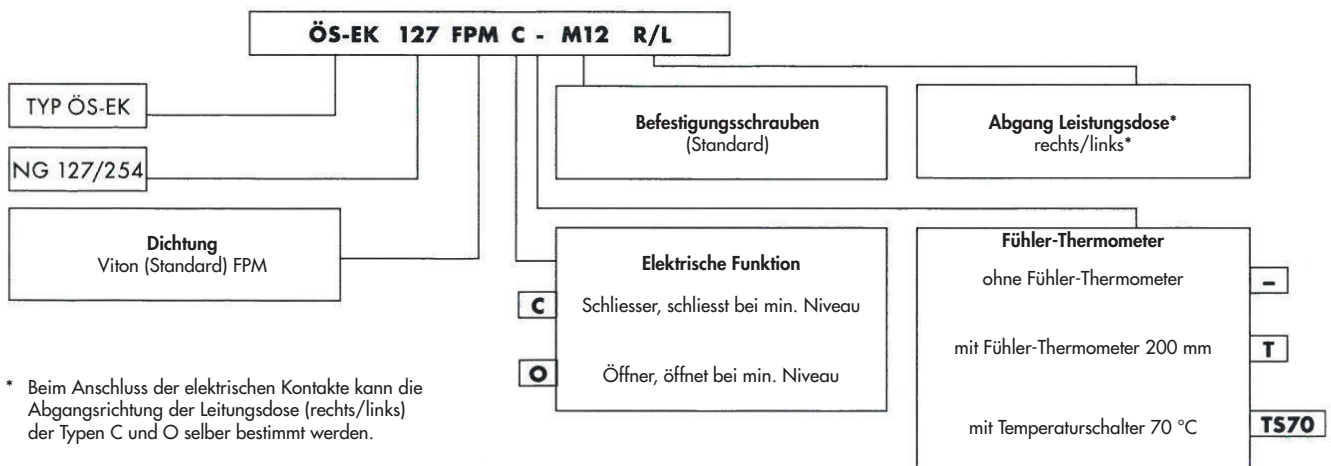 ÖS-EK 127 FPM C - M12 R/L
TYP ÖS-EK
NG 127/254
Dichtung
Viton (Standard) FPM
Befestigungsschrauben
(Standard)
Abgang Leistungsdose*
rechts/links*
Elektrische Funktion
C Schliesser, schliesst bei min. Niveau
O Öffner, öffnet bei min. Niveau
Fühler-Thermometer
ohne Fühler-Thermometer –
mit Fühler-Thermometer 200 mm T
mit Temperaturschalter 70 °C TS70
* Beim Anschluss der elektrischen Kontakte kann die
Abgangsrichtung der Leitungsdose (rechts/links)
der Typen C und O selber bestimmt werden.